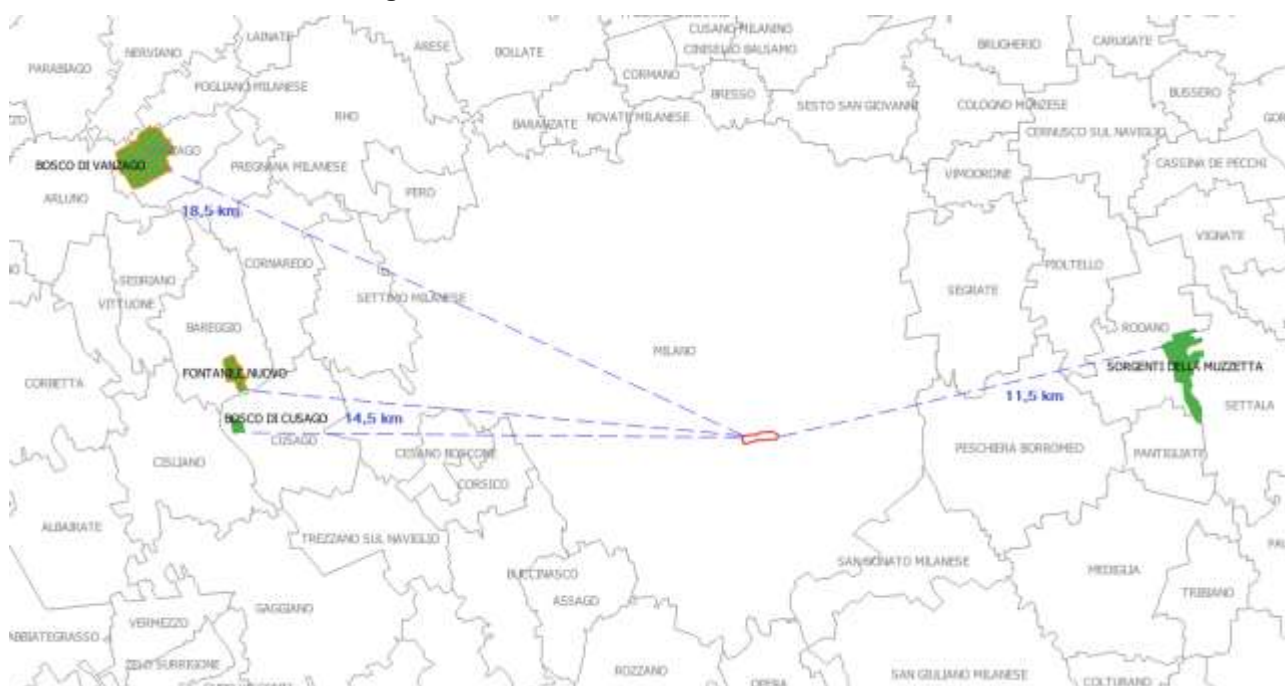 LAINATE
CUSANO MILANINO
NERVIANO
ARESE
BOLLATE
CINISELLO BALSAMO
BRUGHERIO
CARUGATE
PARABIAGO
CORMANO
POGLIANO MILANESE
BRESSO
BUSSERO
SESTO SAN GIOVANNI
COLOGNO MONZESE
RHO
BARANZATE
NOVATE MILANESE
CERNUSCO SUL NAVIGLIO
BOSCO DI VANZAGO
PREGNANA MILANESE
CASSINA DE PECCHI
VIMODRONE
PERO
ARLUNO
18,5 km
VIGNATE
CORNAREDO
PIOLTELLO
SEDRIANO
SEGRATE
VITTUONE
SETTIMO MILANESE
BAREGGIO
RODANO
MILANO
SORGENTI DELLA MUZZETTA
FONTANILE NUOVO
CORBETTA
11,5 km
SETTALA
BOSCO DI CUSAGO
14,5 km
CUSAGO
CESANO BOSCONE
PESCHIERA BORROMEO
PANTIGLIATE
CISLIANO
CORSICO
ALBAIRATE
TREZZANO SUL NAVIGLIO
SAN DONATO MILANESE
MEDIGLIA
BUCCINASCO
TRIBIANO
ASSAGO
GAGGIANO
VERMEZZO
ABBIATEGRASSO
ZELO SURRIGONE
ROZZANO
SAN GIULIANO MILANESE
OPERA
COLTURANO